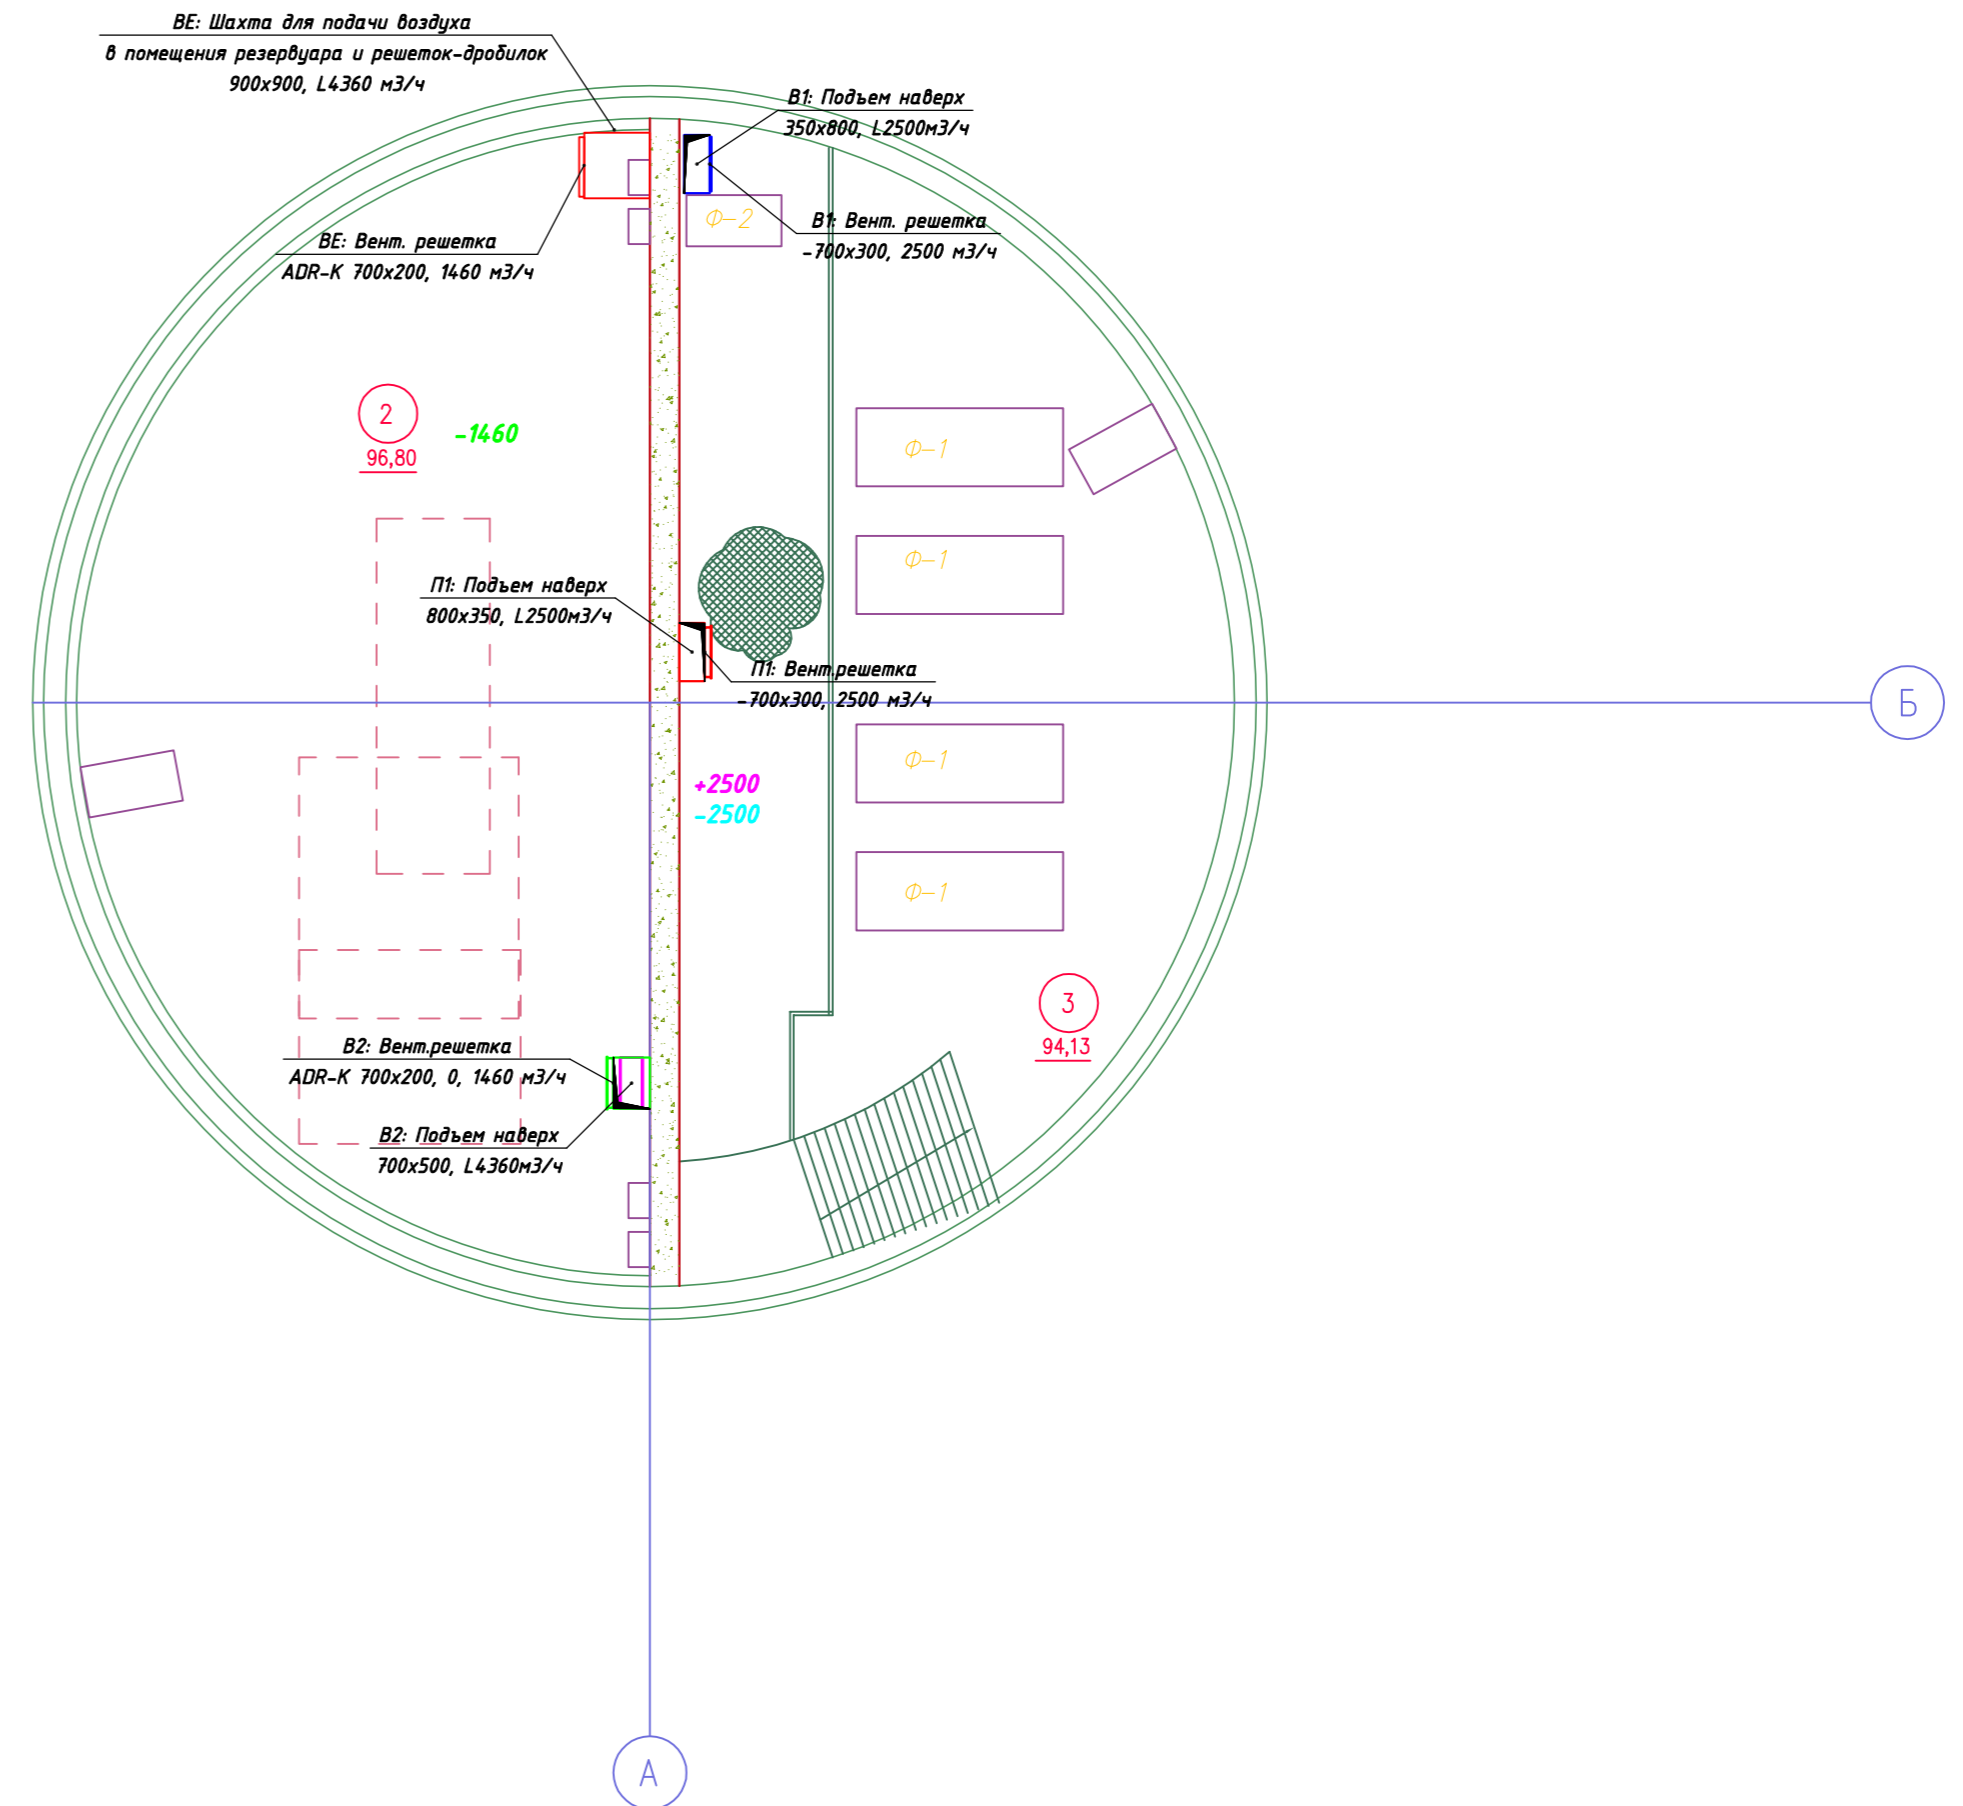 ВЕ: Шахта для подачи воздуха
в помещения резервуара и решеток-дробилок
900х900, L4360 м3/ч
В1: Подъем наверх
350х800, L2500м3/ч
Ф-2
В1: Вент. решетка
-700х300, 2500 м3/ч
ВЕ: Вент. решетка
ADR-K 700х200, 1460 м3/ч
2
96,80
-1460
Ф-1
Ф-1
П1: Подъем наверх
800х350, L2500м3/ч
П1: Вент.решетка
-700х300, 2500 м3/ч
Б
Ф-1
+2500
-2500
Ф-1
3
94,13
В2: Вент.решетка
ADR-K 700х200, 0, 1460 м3/ч
В2: Подъем наверх
700х500, L4360м3/ч
А